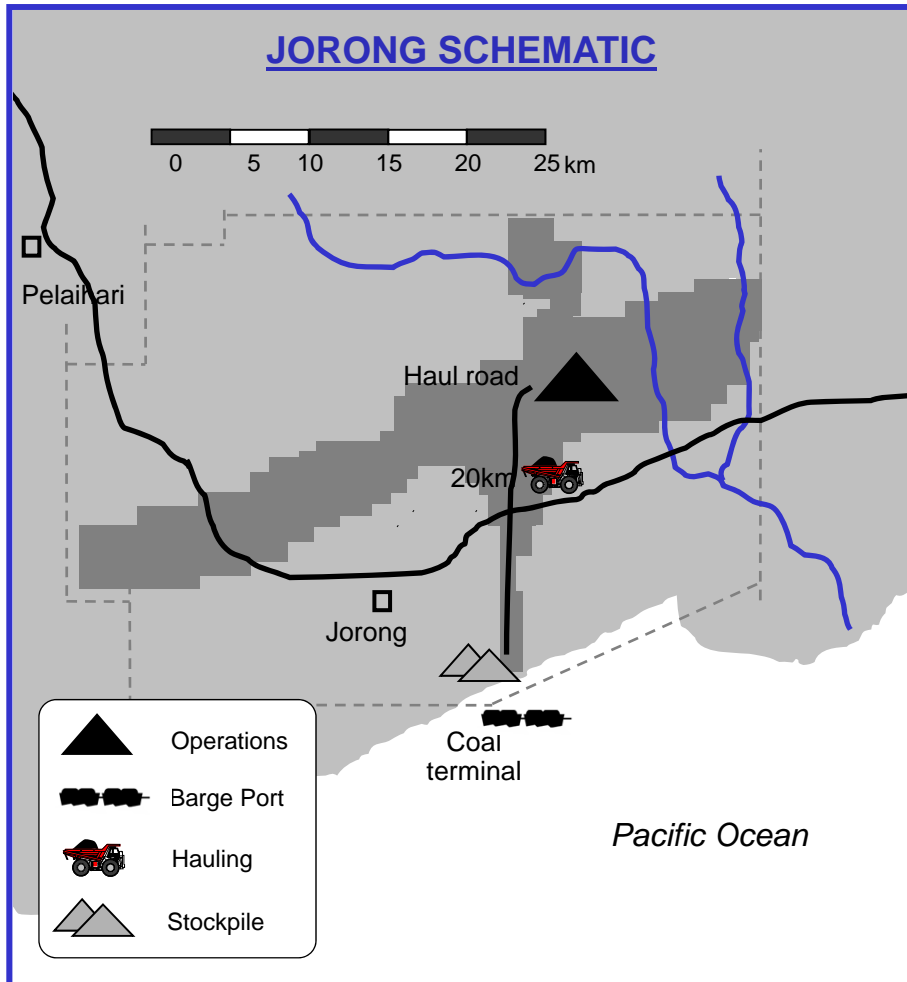 JORONG SCHEMATIC
0 5 10 15 20 25 km
Pelaihari
Haul road
20km
Jorong
Coal
terminal
Pacific Ocean
Operations
Barge Port
Hauling
Stockpile